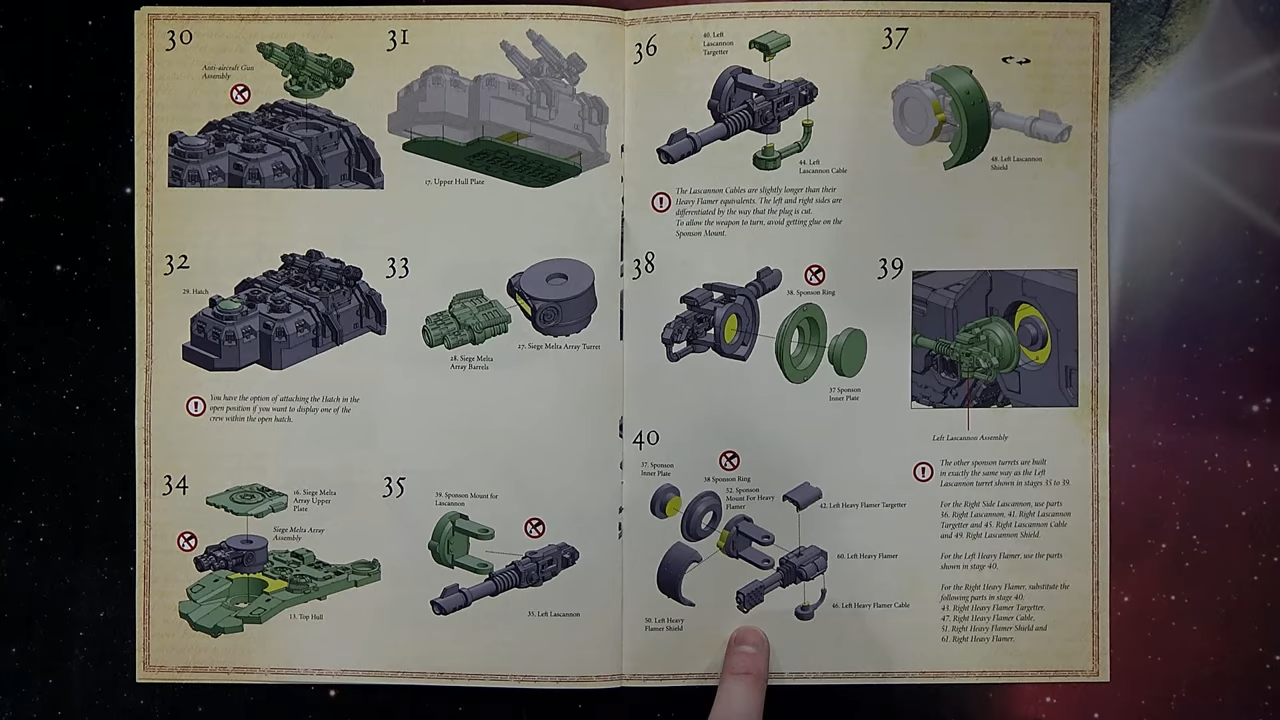 30
Anti-aircraft Gun
Assembly
31
17. Upper Hull Plate
32
29. Hatch
You have the option of attaching the Hatch in the
open position if you want to display one of the
crew within the open hatch.
33
28. Siege Melta
Array Barrels
27. Siege Melta Array Turret
34
16. Siege Melta
Array Upper
Plate
Siege Melta Array
Assembly
13. Top Hull
35
39. Sponson Mount for
Lascannon
35. Left Lascannon
36
40. Left
Lascannon
Targetter
44. Left
Lascannon Cable
The Lascannon Cables are slightly longer than their
Heavy Flamer equivalents. The left and right sides are
differentiated by the way that the plug is cut.
To allow the weapon to turn, avoid getting glue on the
Sponson Mount.
37
48. Left Lascannon
Shield
38
38. Sponson Ring
37 Sponson
Inner Plate
39
Left Lascannon Assembly
The other sponson turrets are built
in exactly the same way as the Left
Lascannon turret shown in stages 35 to 39.
For the Right Side Lascannon, use parts
36. Right Lascannon, 41. Right Lascannon
Targetter and 45. Right Lascannon Cable
and 49. Right Lascannon Shield.
For the Left Heavy Flamer, use the parts
shown in stage 40.
For the Right Heavy Flamer, substitute the
following parts in stage 40.
43. Right Heavy Flamer Targetter,
47. Right Heavy Flamer Cable,
51. Right Heavy Flamer Shield and
61. Right Heavy Flamer.
40
37. Sponson
Inner Plate
38 Sponson Ring
52. Sponson
Mount For Heavy
Flamer
42. Left Heavy Flamer Targetter
60. Left Heavy Flamer
46. Left Heavy Flamer Cable
50. Left Heavy
Flamer Shield